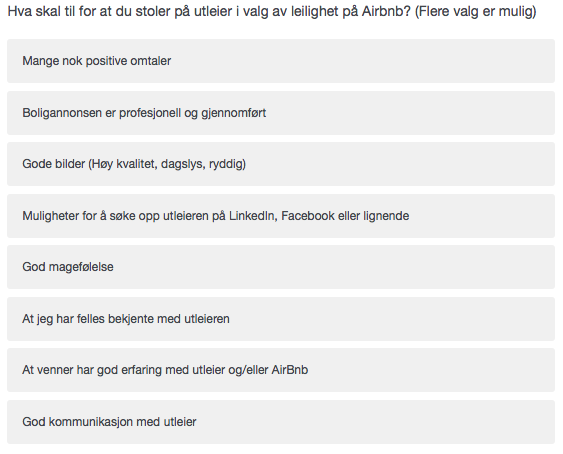 Hva skal til for at du stoler på utleier i valg av leilighet på Airbnb? (Flere valg er mulig)
Mange nok positive omtaler
Boligannonsen er profesjonell og gjennomført
Gode bilder (Høy kvalitet, dagslys, ryddig)
Muligheter for å søke opp utleieren på LinkedIn, Facebook eller lignende
God magefølelse
At jeg har felles bekjente med utleieren
At venner har god erfaring med utleier og/eller AirBnb
God kommunikasjon med utleier